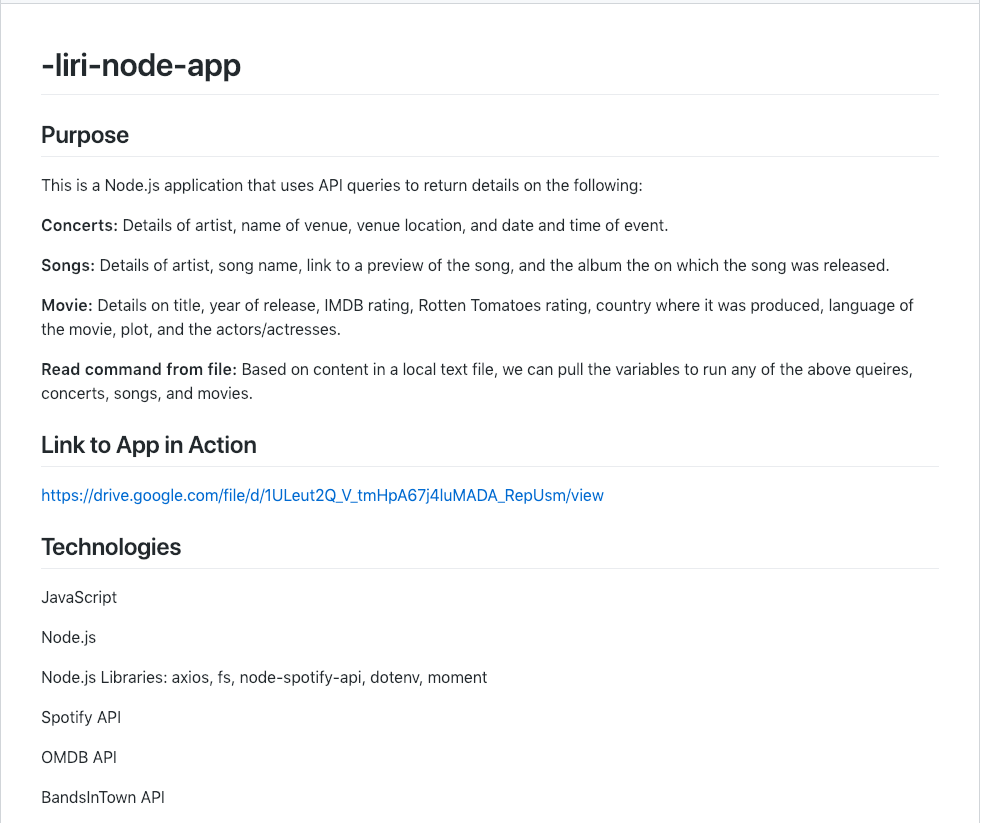 -liri-node-app
Purpose
This is a Node.js application that uses API queries to return details on the following:
Concerts: Details of artist, name of venue, venue location, and date and time of event.
Songs: Details of artist, song name, link to a preview of the song, and the album the on which the song was released.
Movie: Details on title, year of release, IMDB rating, Rotten Tomatoes rating, country where it was produced, language of
the movie, plot, and the actors/actresses.
Read command from file: Based on content in a local text file, we can pull the variables to run any of the above queires,
concerts, songs, and movies.
Link to App in Action
https://drive.google.com/file/d/1ULeut2Q_V_tmHpA67j4luMADA_RepUsm/view
Technologies
JavaScript
Node.js
Node.js Libraries: axios, fs, node-spotify-api, dotenv, moment
Spotify API
OMDB API
BandsInTown API